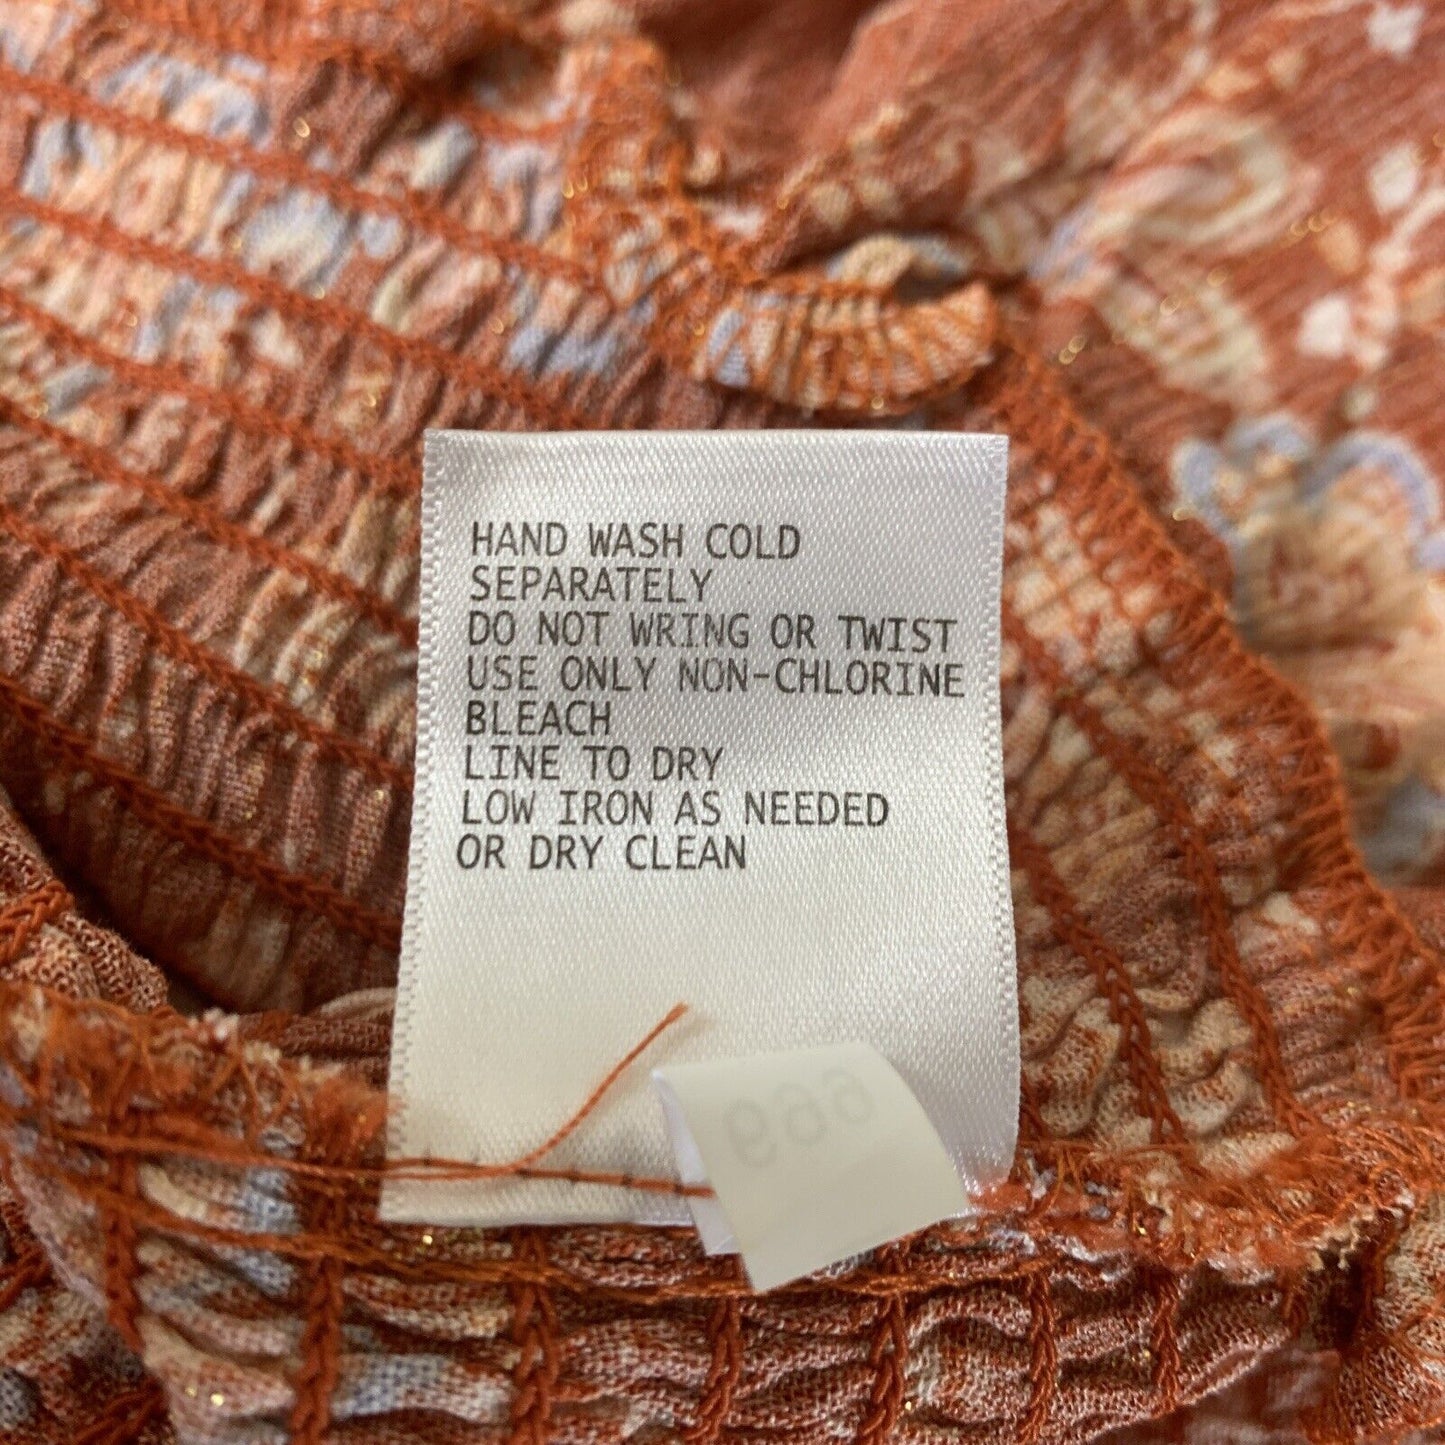 HAND WASH COLD
SEPARATELY
DO NOT WRING OR TWIST
USE ONLY NON-CHLORINE
BLEACH
LINE TO DRY
LOW IRON AS NEEDED
OR DRY CLEAN
669